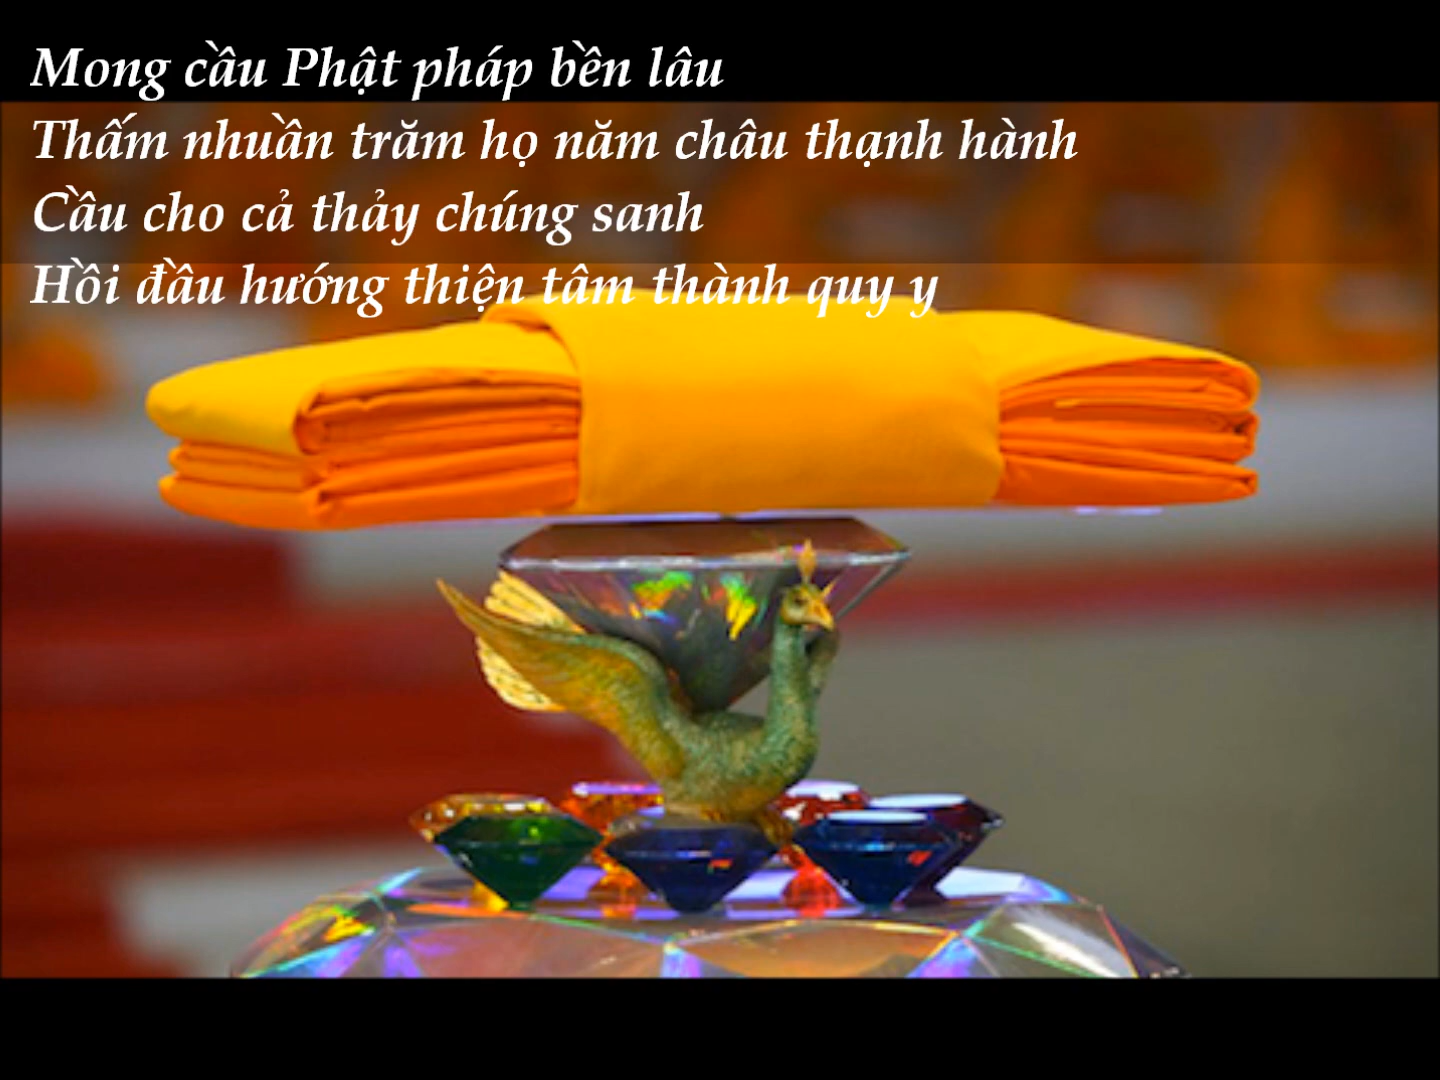 Mong cầu Phật pháp bền lâu
Thấm nhuần trăm họ năm châu thạnh hành
Cầu cho cả thảy chúng sanh
Hồi đầu hướng thiện tâm thành quy y